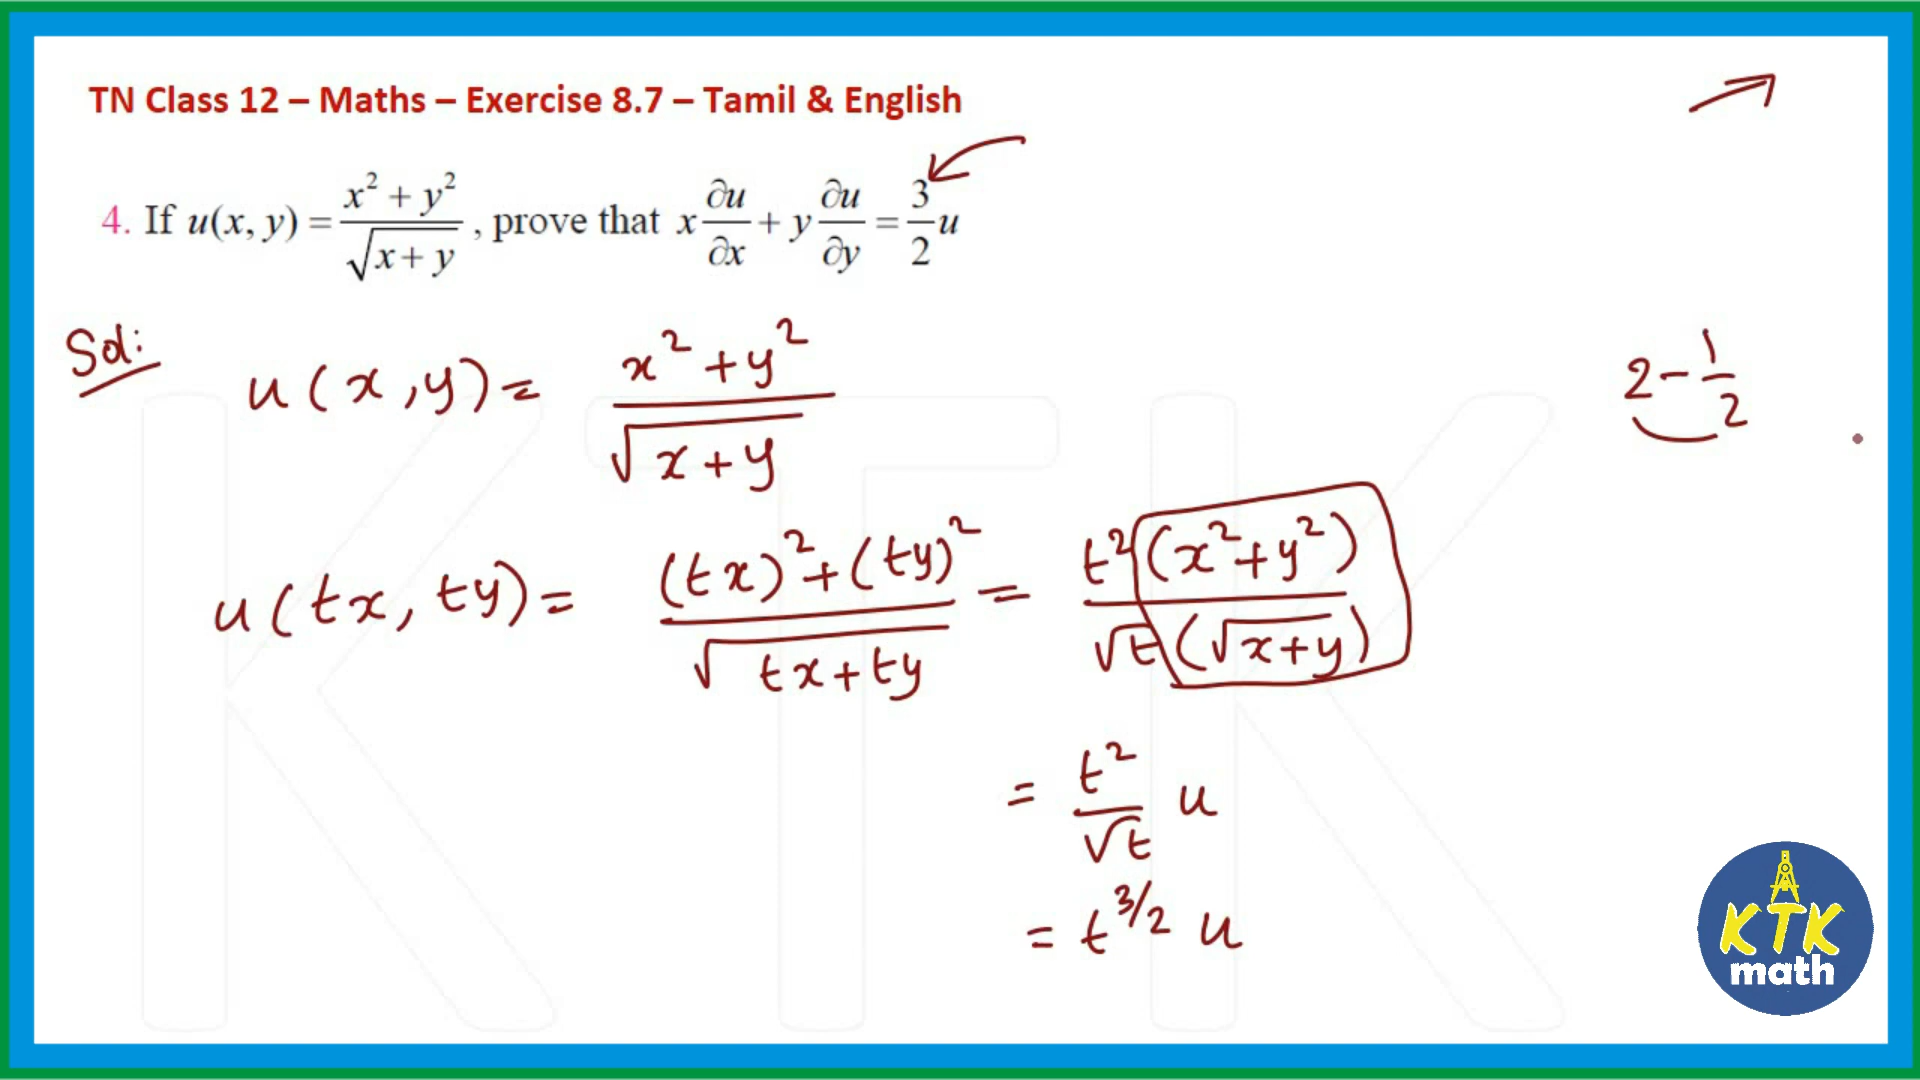 TN Class 12 – Maths – Exercise 8.7 – Tamil & English
4. If u(x, y) = (x² + y²)/√(x + y), prove that x ∂u/∂x + y ∂u/∂y = 3/2 u
Sol:
u(x,y) = (x² + y²)/√(x + y)
2 - 1/2
u(tx, ty) = ((tx)² + (ty)²)/√(tx + ty) = t²(x² + y²)/√t(√(x + y))
= t²/√t u
= t^3/2 u
KTK
math
KTK